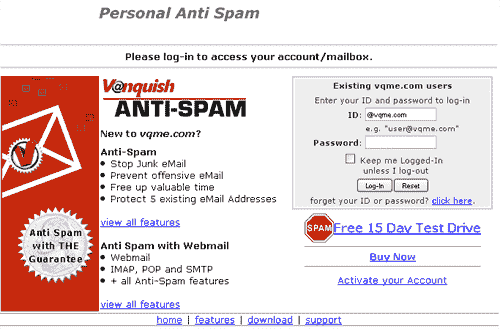 Personal Anti Spam
Please log-in to access your account/mailbox.
V@nquish
ANTI-SPAM
New to vqme.com?
Anti-Spam
Stop Junk eMail
Prevent offensive eMail
Free up valuable time
Protect 5 existing eMail Addresses
view all features
Anti Spam with Webmail
Webmail
IMAP, POP and SMTP
+ all Anti-Spam features
view all features
V
Anti Spam
with THE
Guarantee
Existing vqme.com users
Enter your ID and password to log-in
ID: @vqme.com
e.g. "user@vqme.com"
Password:
Keep me Logged-In
unless I log-out
Log-In Reset
forget your ID or password? click here.
SPAM Free 15 Day Test Drive
Buy Now
Activate your Account
home | features | download | support